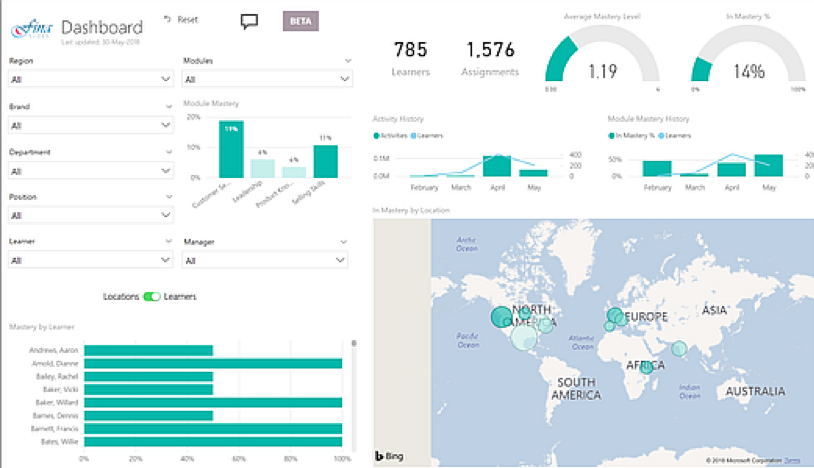 fina
Dashboard
Last updated: 30-May-2018
Reset
BETA
Region
All
Modules
All
Brand
All
Department
All
Position
All
Learner
All
Manager
All
Module Mastery
20%
10%
0%
19%
6%
4%
11%
Customer Se...
Leadership
Product Kno...
Selling Skills
Locations
Learners
Mastery by Learner
Andrews, Aaron
Arnold, Dianne
Bailey, Rachel
Baker, Vicki
Baker, Willard
Barnes, Dennis
Barnett, Francis
Bates, Willie
0%
20%
40%
60%
80%
100%
785
Learners
1,576
Assignments
Average Mastery Level
1.19
0.00
In Mastery %
14%
0%
100%
Activity History
Activities
Learners
0.1M
0.0M
400
200
0
February
March
April
May
Module Mastery History
In Mastery %
Learners
50%
0%
400
200
0
February
March
April
May
In Mastery by Location
Arctic
Ocean
NORTH
AMERICA
EUROPE
ASIA
Pacific
Ocean
Atlantic
Ocean
AFRICA
SOUTH
AMERICA
Indian
Ocean
AUSTRALIA
Bing
© 2018 Microsoft Corporation Terms